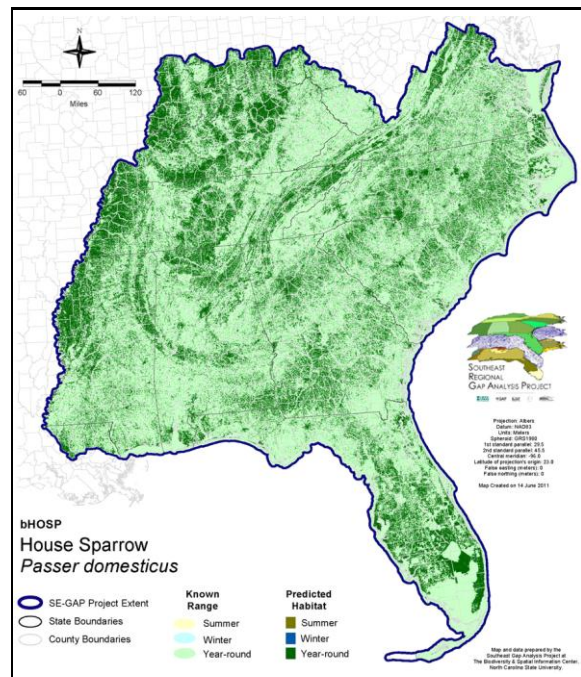 N
60 0 60 120
Miles
SOUTHEAST
REGIONAL
GAP ANALYSIS PROJECT
Projection: Albers
Datum: NAD83
Units: Meters
Spheroid: GRS1980
1st standard parallel: 29.5
2nd standard parallel: 45.5
Central meridian: -96.0
Latitude of projection's origin: 23.0
False easting (meters): 0
False northing (meters): 0
Map Created on 14 June 2011
bHOSP
House Sparrow
Passer domesticus
SE-GAP Project Extent
State Boundaries
County Boundaries
Known
Range
Summer
Winter
Year-round
Predicted
Habitat
Summer
Winter
Year-round
Map and data prepared by the
Southeast Gap Analysis Project at
The Biodiversity & Spatial Information Center,
North Carolina State University.